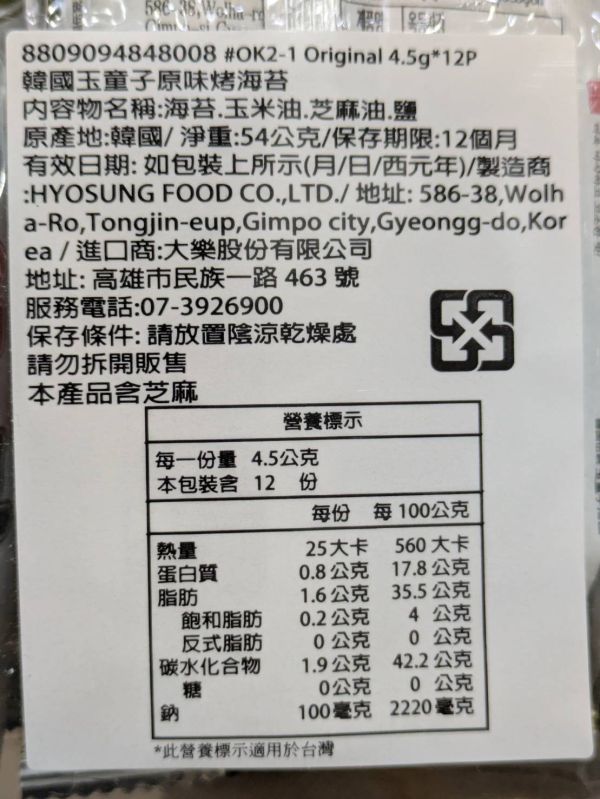 586-38,Wolha-ro
8809094848008 #OK2-1 Original 4.5g*12P
韓國玉童子原味烤海苔
內容物名稱:海苔.玉米油.芝麻油.鹽
原產地:韓國/ 淨重:54公克/保存期限:12個月
有效日期: 如包裝上所示(月/日/西元年)/製造商
:HYOSUNG FOOD CO.,LTD./ 地址: 586-38,Wolh
a-Ro,Tongjin-eup,Gimpo city,Gyeongg-do,Kor
ea / 進口商:大樂股份有限公司
地址: 高雄市民族一路 463 號
服務電話:07-3926900
保存條件: 請放置陰涼乾燥處
請勿拆開販售
本產品含芝麻
營養標示
每一份量 4.5公克
本包裝含 12 份
每份 每 100公克
熱量 25大卡 560 大卡
蛋白質 0.8公克 17.8 公克
脂肪 1.6公克 35.5 公克
飽和脂肪 0.2公克 4 公克
反式脂肪 0公克 0 公克
碳水化合物 1.9公克 42.2 公克
糖 0公克 0 公克
鈉 100毫克 2220毫克
*此營養標示適用於台灣